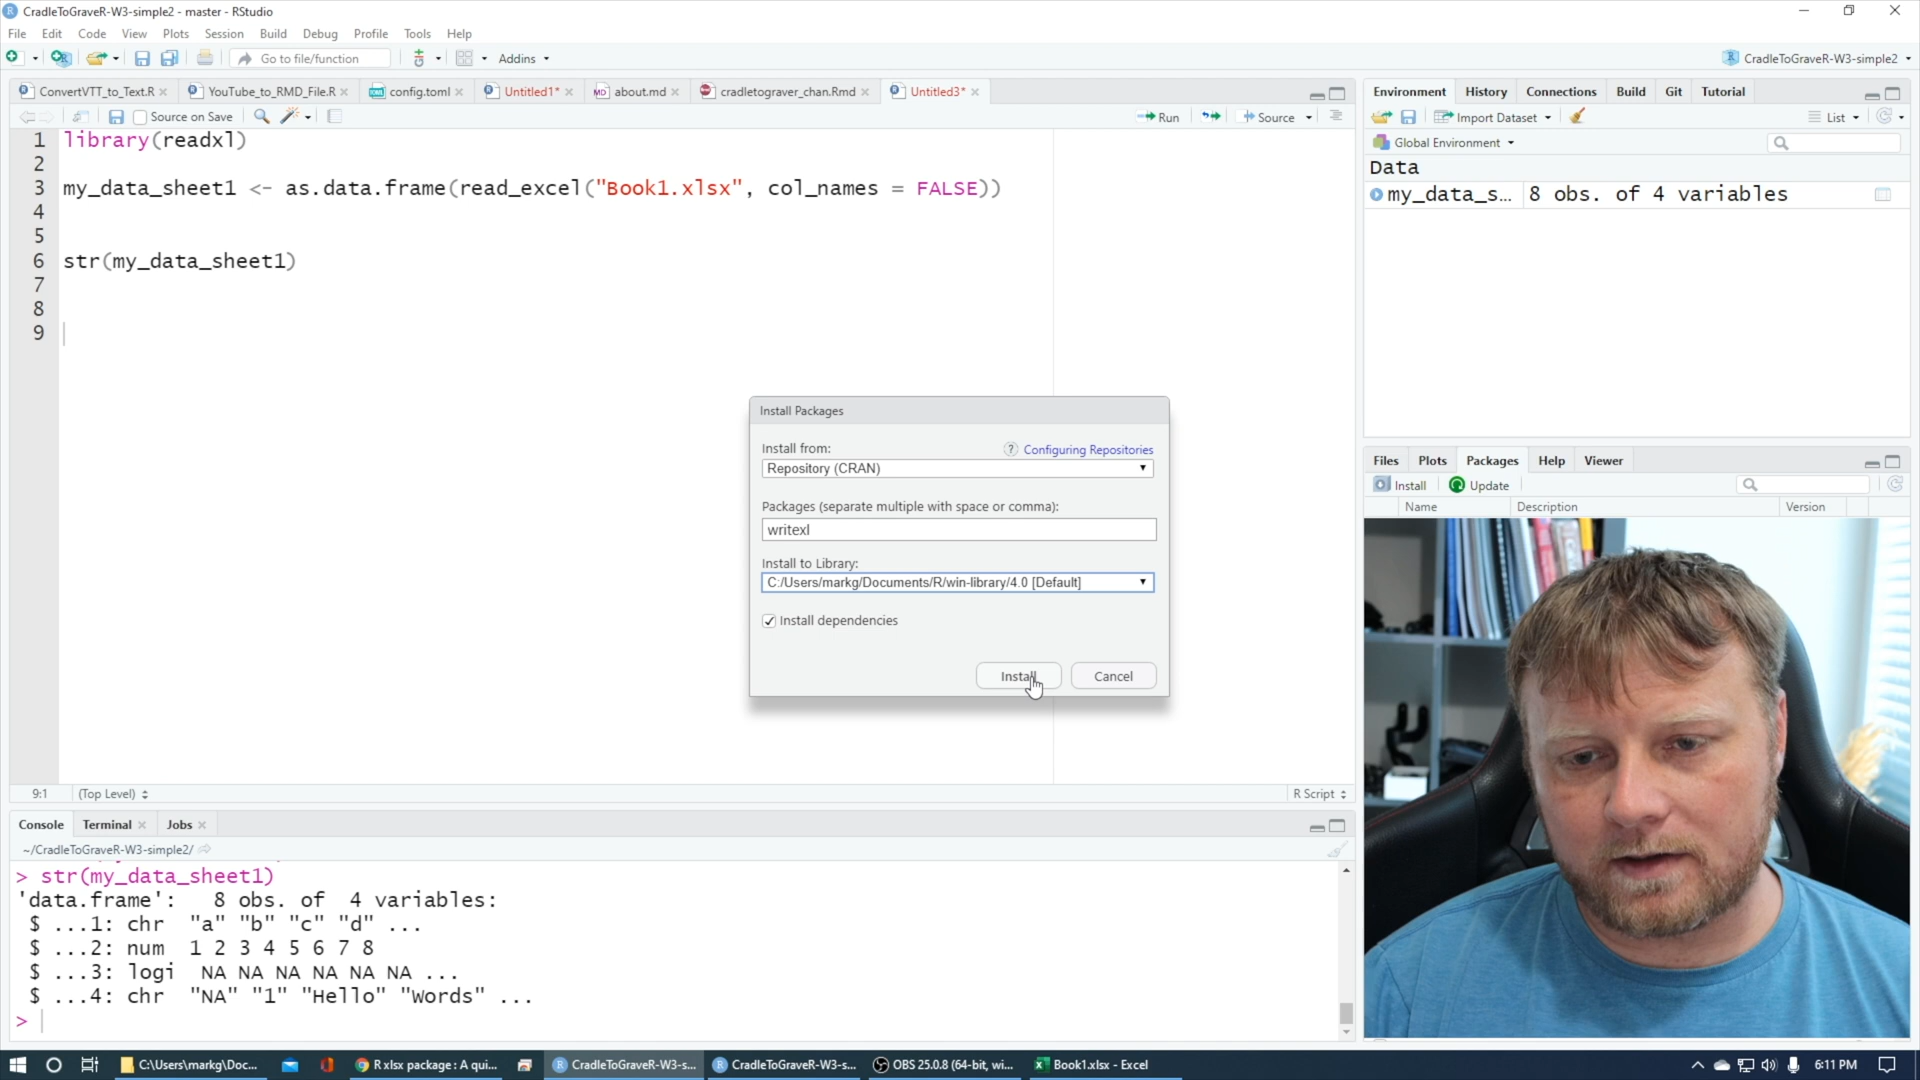 CradleToGraveR-W3-simple2 - master - RStudio
File Edit Code View Plots Session Build Debug Profile Tools Help
Go to file/function Addins CradleToGraveR-W3-simple2
ConvertVTT_to_Text.R YouTube_to_RMD_File.R config.toml Untitled1* about.md cradletograver_chan.Rmd Untitled3*
Source on Save Run Source
1 library(readxl)
2
3 my_data_sheet1 <- as.data.frame(read_excel("Book1.xlsx", col_names = FALSE))
4
5
6 str(my_data_sheet1)
7
8
9
9:1 (Top Level) R Script
Install Packages
Install from: Configuring Repositories
Repository (CRAN)
Packages (separate multiple with space or comma):
writexl
Install to Library:
C:/Users/markg/Documents/R/win-library/4.0 [Default]
Install dependencies
Install Cancel
Console Terminal Jobs
~/CradleToGraveR-W3-simple2/
> str(my_data_sheet1)
'data.frame': 8 obs. of 4 variables:
$ ...1: chr "a" "b" "c" "d" ...
$ ...2: num 1 2 3 4 5 6 7 8
$ ...3: logi NA NA NA NA NA NA ...
$ ...4: chr "NA" "1" "Hello" "Words" ...
>
Environment History Connections Build Git Tutorial
Import Dataset List
Global Environment
Data
my_data_s... 8 obs. of 4 variables
Files Plots Packages Help Viewer
Install Update
Name Description Version
C:\Users\markg\Doc... R xlsx package : A qui... CradleToGraveR-W3-s... CradleToGraveR-W3-s... OBS 25.0.8 (64-bit, wi... Book1.xlsx - Excel 6:11 PM